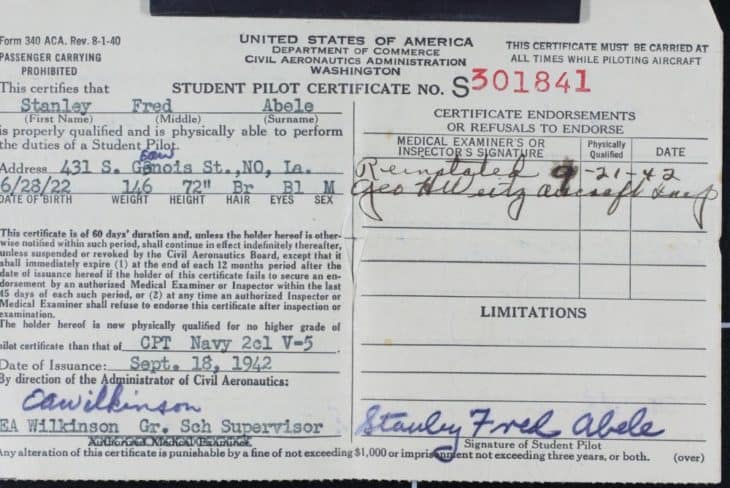 Form 340 ACA. Rev. 8-1-40
PASSENGER CARRYING
PROHIBITED
UNITED STATES OF AMERICA
DEPARTMENT OF COMMERCE
CIVIL AERONAUTICS ADMINISTRATION
WASHINGTON
THIS CERTIFICATE MUST BE CARRIED AT
ALL TIMES WHILE PILOTING AIRCRAFT
STUDENT PILOT CERTIFICATE NO. S301841
This certifies that
Stanley Fred Abele
(First Name) (Middle) (Surname)
is properly qualified and is physically able to perform
the duties of a Student Pilot.
Address 431 S. Genois St.,NO, La.
6/28/22 146 72" Br Bl M
DATE OF BIRTH WEIGHT HEIGHT HAIR EYES SEX
This certificate is of 60 days' duration and, unless the holder hereof is other-
wise notified within such period, shall continue in effect indefinitely thereafter,
unless suspended or revoked by the Civil Aeronautics Board, except that it
shall immediately expire (1) at the end of each 12 months period after the
date of issuance hereof if the holder of this certificate fails to secure an en-
dorsement by an authorized Medical Examiner or Inspector within the last
45 days of each such period, or (2) at any time an authorized Inspector or
Medical Examiner shall refuse to endorse this certificate after inspection or
examination.
The holder hereof is now physically qualified for no higher grade of
pilot certificate than that of CPT Navy 2cl V-5
Date of Issuance: Sept. 18, 1942
By direction of the Administrator of Civil Aeronautics:
EAWilkinson
EA Wilkinson Gr. Sch Supervisor
Authorized Medical Examiner
CERTIFICATE ENDORSEMENTS
OR REFUSALS TO ENDORSE
MEDICAL EXAMINER'S OR
INSPECTOR'S SIGNATURE
Physically
Qualified
DATE
Reinstated 9-21-42
Geo H Weitz Aircraft Insp
LIMITATIONS
Stanley Fred Abele
Signature of Student Pilot
Any alteration of this certificate is punishable by a fine of not exceeding $1,000 or imprisonment not exceeding three years, or both. (over)